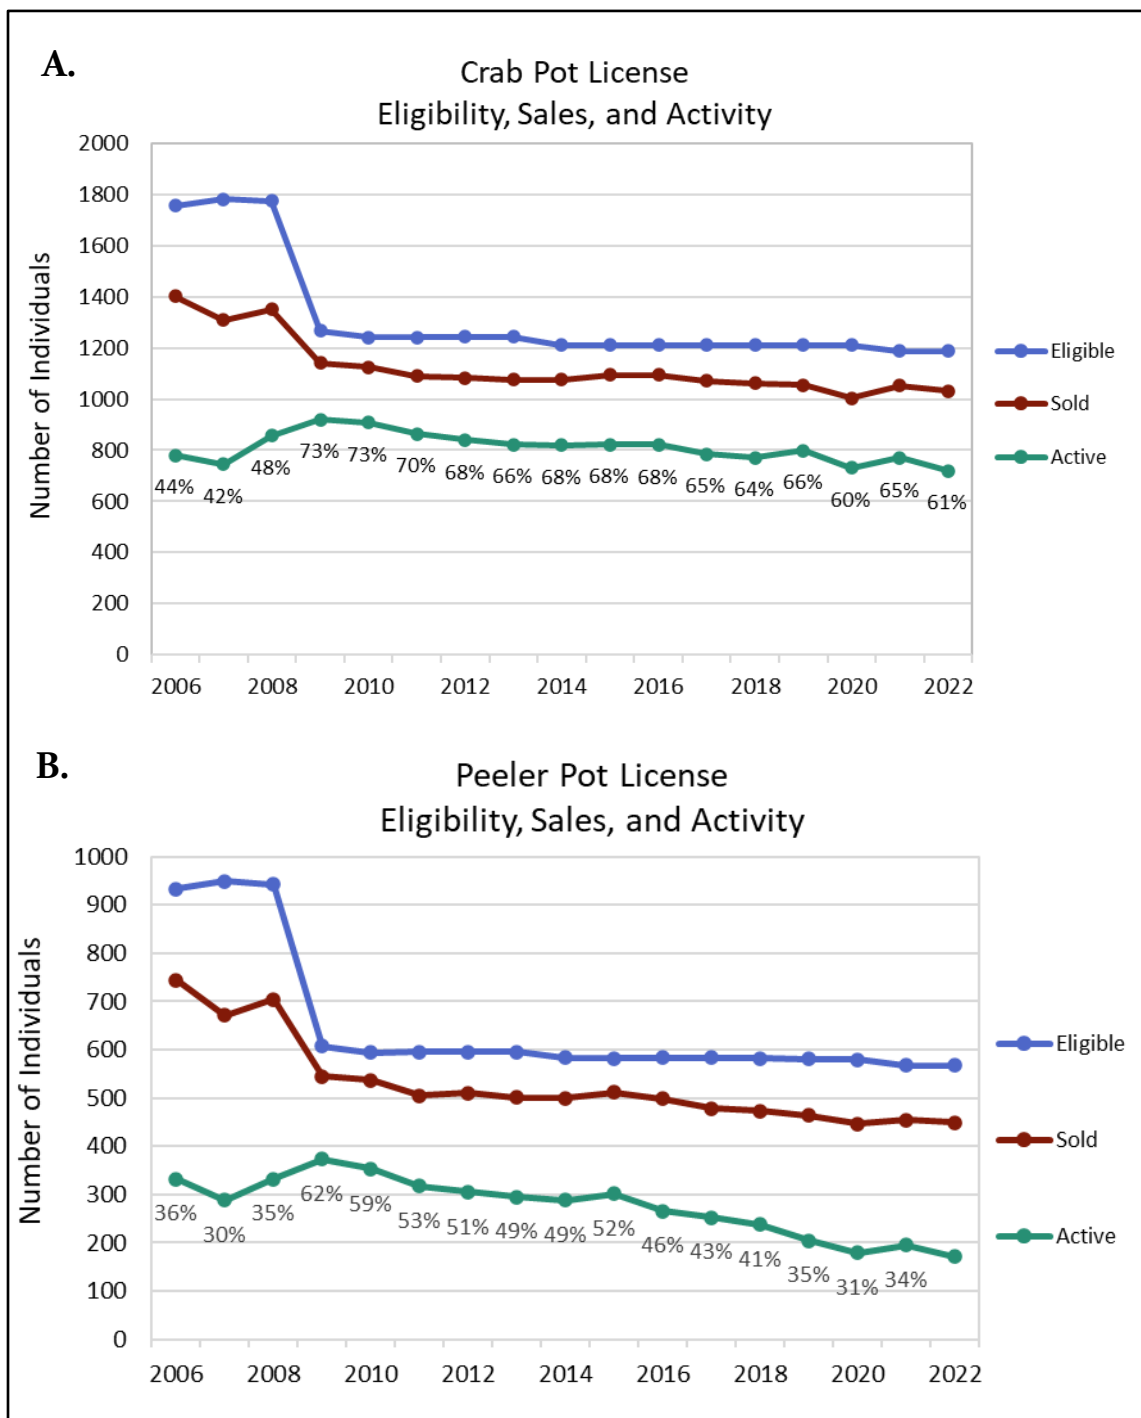 A.
Crab Pot License
Eligibility, Sales, and Activity
Number of Individuals
2000
1800
1600
1400
1200
1000
800
600
400
200
0
44% 42% 48% 73% 73% 70% 68% 66% 68% 68% 68% 65% 64% 66% 60% 65% 61%
2006 2008 2010 2012 2014 2016 2018 2020 2022
Eligible
Sold
Active
B.
Peeler Pot License
Eligibility, Sales, and Activity
Number of Individuals
1000
900
800
700
600
500
400
300
200
100
0
36% 30% 35% 62% 59% 53% 51% 49% 49% 52% 46% 43% 41% 35% 31% 34%
2006 2008 2010 2012 2014 2016 2018 2020 2022
Eligible
Sold
Active